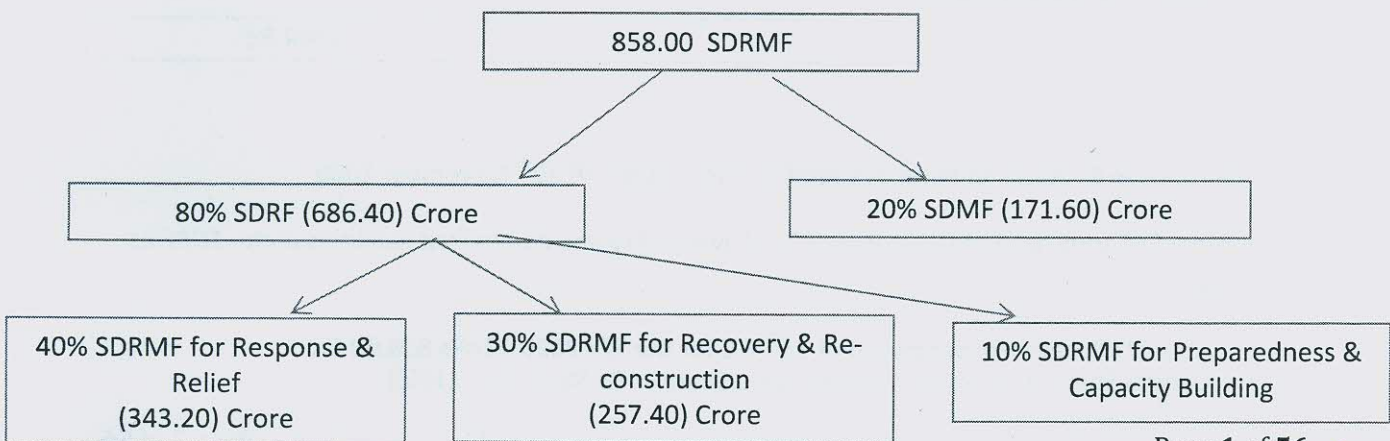 858.00 SDRMF
80% SDRF (686.40) Crore
20% SDMF (171.60) Crore
40% SDRMF for Response &
Relief
(343.20) Crore
30% SDRMF for Recovery & Re-
construction
(257.40) Crore
10% SDRMF for Preparedness &
Capacity Building